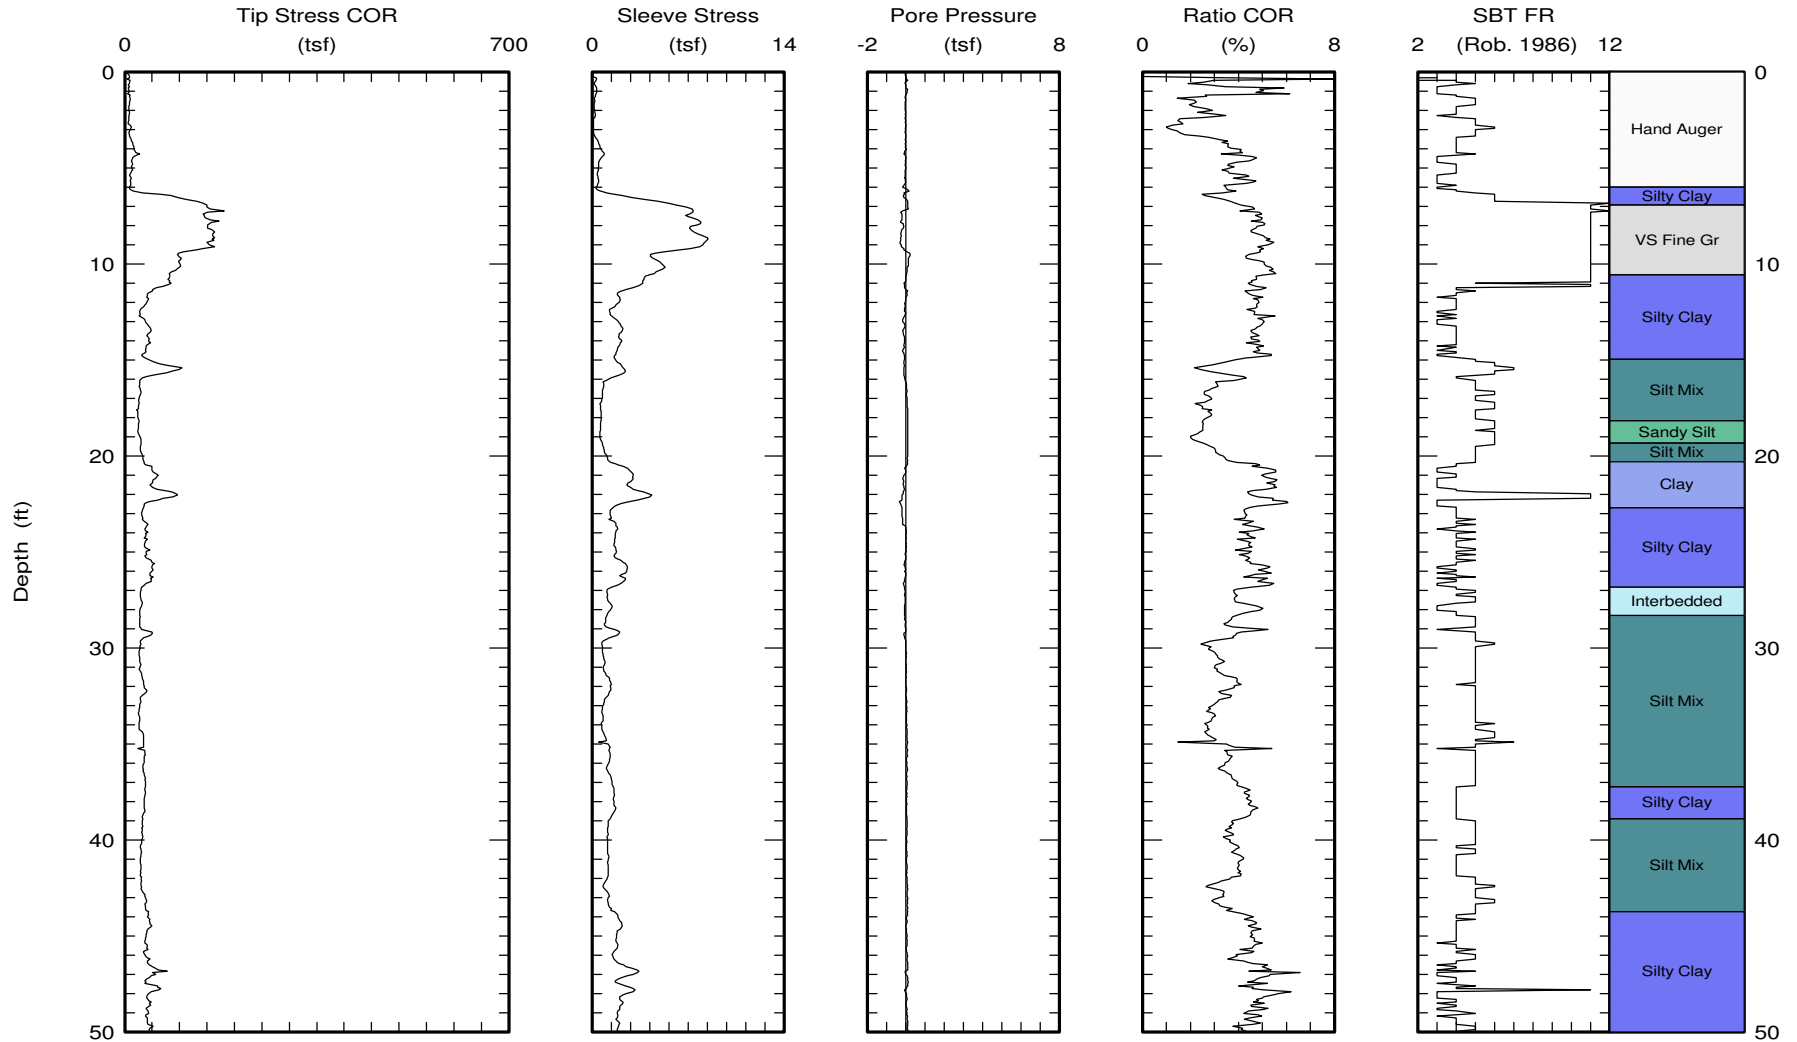 Tip Stress COR Sleeve Stress Pore Pressure Ratio COR SBT FR
0 (tsf) 700 0 (tsf) 14 -2 (tsf) 8 0 (%) 8 2 (Rob. 1986) 12
0 0
Hand Auger
Silty Clay
VS Fine Gr
10 10
Silty Clay
Silt Mix
Sandy Silt
Silt Mix
20 20
Clay
Silty Clay
Depth (ft)
Interbedded
30 30
Silt Mix
Silty Clay
40 40
Silt Mix
Silty Clay
50 50